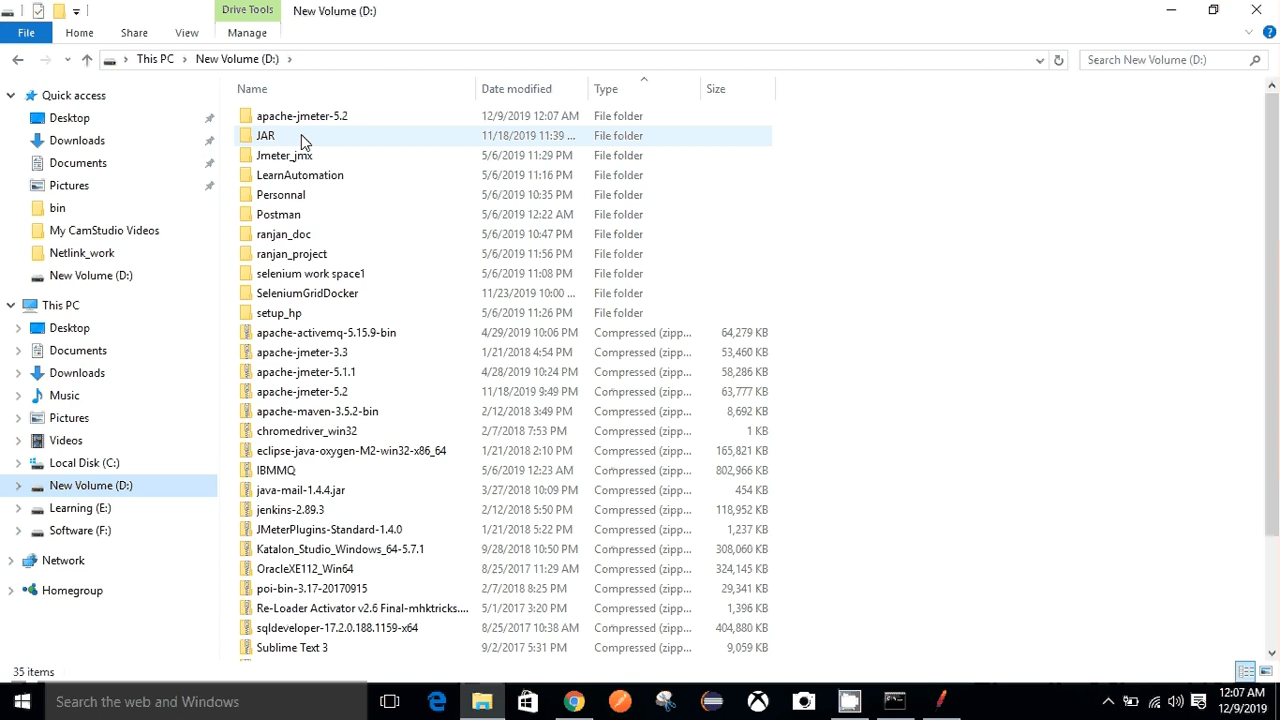 Drive Tools New Volume (D:)
File Home Share View Manage
This PC New Volume (D:) Search New Volume (D:)
Name Date modified Type Size
Quick access
Desktop
Downloads
Documents
Pictures
bin
My CamStudio Videos
Netlink_work
New Volume (D:)
This PC
Desktop
Documents
Downloads
Music
Pictures
Videos
Local Disk (C:)
New Volume (D:)
Learning (E:)
Software (F:)
Network
Homegroup
apache-jmeter-5.2 12/9/2019 12:07 AM File folder
JAR 11/18/2019 11:39 ... File folder
Jmeter_jmx 5/6/2019 11:29 PM File folder
LearnAutomation 5/6/2019 11:16 PM File folder
Personnal 5/6/2019 10:35 PM File folder
Postman 5/6/2019 12:22 AM File folder
ranjan_doc 5/6/2019 10:47 PM File folder
ranjan_project 5/6/2019 11:56 PM File folder
selenium work space1 5/6/2019 11:08 PM File folder
SeleniumGridDocker 11/23/2019 10:00 ... File folder
setup_hp 5/6/2019 11:26 PM File folder
apache-activemq-5.15.9-bin 4/29/2019 10:06 PM Compressed (zipp... 64,279 KB
apache-jmeter-3.3 1/21/2018 4:54 PM Compressed (zipp... 53,460 KB
apache-jmeter-5.1.1 4/28/2019 10:24 PM Compressed (zipp... 58,286 KB
apache-jmeter-5.2 11/18/2019 9:49 PM Compressed (zipp... 63,777 KB
apache-maven-3.5.2-bin 2/12/2018 3:49 PM Compressed (zipp... 8,692 KB
chromedriver_win32 2/7/2018 7:53 PM Compressed (zipp... 1 KB
eclipse-java-oxygen-M2-win32-x86_64 1/21/2018 2:10 PM Compressed (zipp... 165,821 KB
IBMMQ 5/6/2019 12:23 AM Compressed (zipp... 802,966 KB
java-mail-1.4.4.jar 3/27/2018 10:09 PM Compressed (zipp... 454 KB
jenkins-2.89.3 2/12/2018 5:50 PM Compressed (zipp... 118,952 KB
JMeterPlugins-Standard-1.4.0 1/21/2018 5:22 PM Compressed (zipp... 1,237 KB
Katalon_Studio_Windows_64-5.7.1 9/28/2018 10:50 PM Compressed (zipp... 308,060 KB
OracleXE112_Win64 8/25/2017 11:29 AM Compressed (zipp... 324,145 KB
poi-bin-3.17-20170915 2/7/2018 8:25 PM Compressed (zipp... 29,341 KB
Re-Loader Activator v2.6 Final-mhktricks.... 5/1/2017 3:20 PM Compressed (zipp... 1,396 KB
sqldeveloper-17.2.0.188.1159-x64 8/25/2017 10:38 AM Compressed (zipp... 404,880 KB
Sublime Text 3 9/2/2017 5:31 PM Compressed (zipp... 9,059 KB
35 items
Search the web and Windows
12:07 AM
12/9/2019